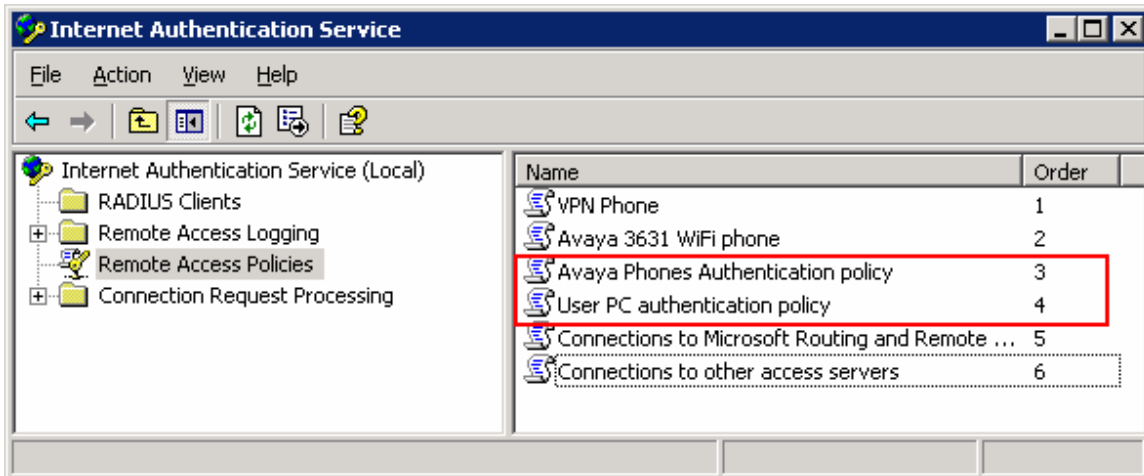 Internet Authentication Service
File Action View Help
Internet Authentication Service (Local)
RADIUS Clients
Remote Access Logging
Remote Access Policies
Connection Request Processing
Name Order
VPN Phone 1
Avaya 3631 WiFi phone 2
Avaya Phones Authentication policy 3
User PC authentication policy 4
Connections to Microsoft Routing and Remote ... 5
Connections to other access servers 6